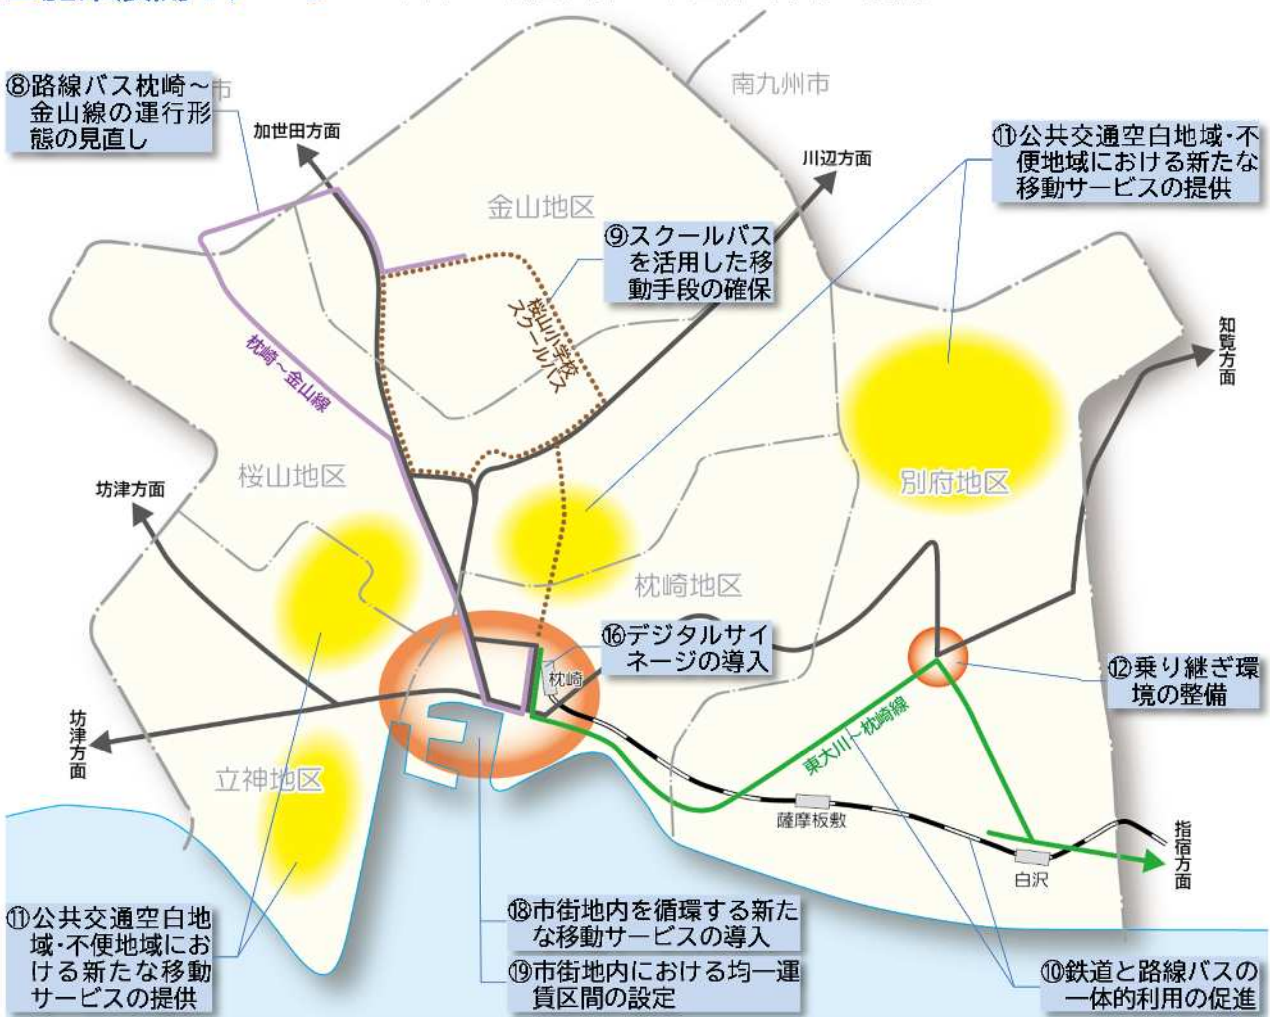 ⑧路線バス枕崎～
金山線の運行形
態の見直し
市
南九州市
加世田方面
川辺方面
⑪公共交通空白地域・不
便地域における新たな
移動サービスの提供
金山地区
⑨スクールバス
を活用した移
動手段の確保
桜山小学校
スクールバス
知覧方面
枕崎～金山線
桜山地区
別府地区
坊津方面
枕崎地区
⑯デジタルサイ
ネージの導入
枕崎
⑫乗り継ぎ環
境の整備
坊津方面
東大川～枕崎線
立神地区
薩摩板敷
白沢
指宿方面
⑪公共交通空白地
域・不便地域にお
ける新たな移動
サービスの提供
⑱市街地内を循環する新た
な移動サービスの導入
⑲市街地内における均一運
賃区間の設定
⑩鉄道と路線バスの
一体的利用の促進